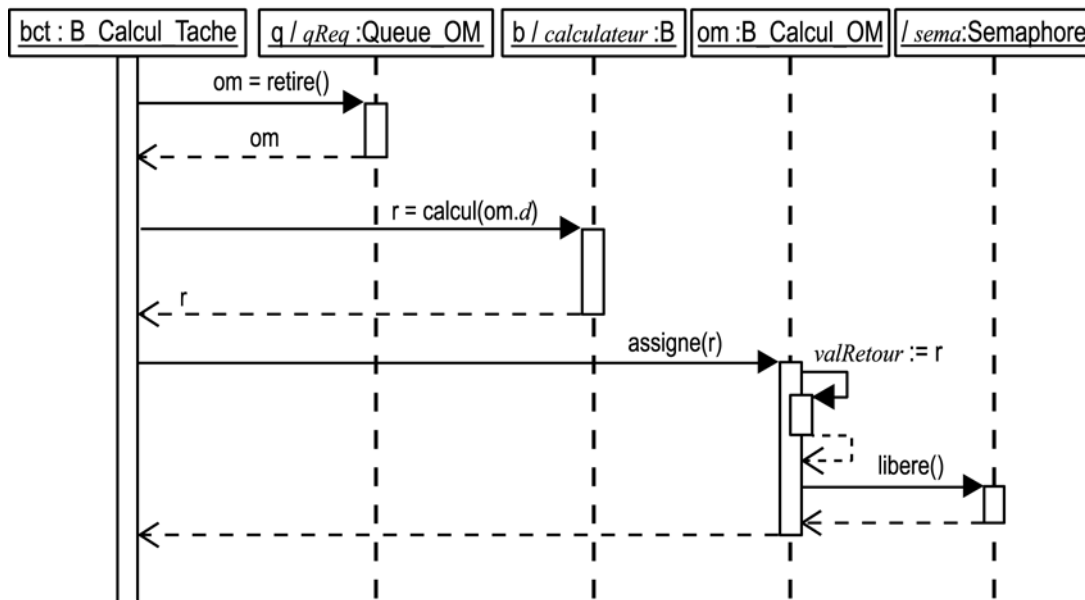 bct : B_Calcul_Tache
q / qReq :Queue_OM
b / calculateur :B
om :B_Calcul_OM
/ sema:Semaphore
om = retire()
om
r = calcul(om.d)
r
assigne(r)
valRetour := r
libere()